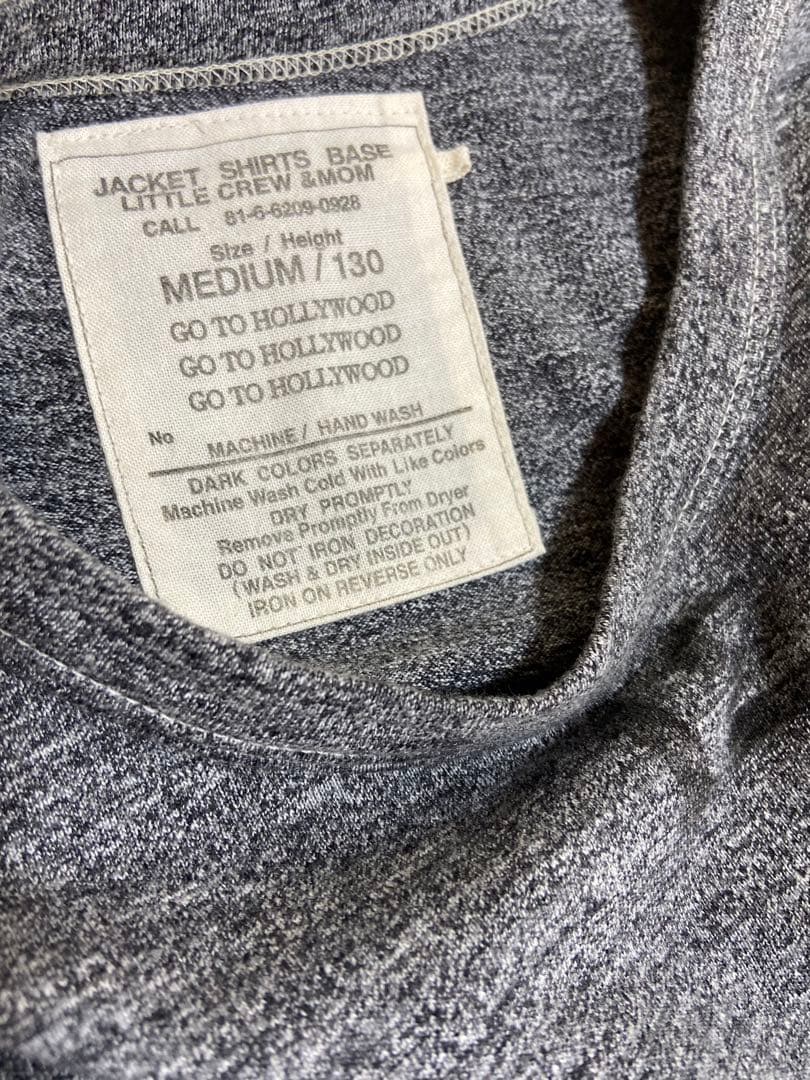 JACKET SHIRTS BASE
LITTLE CREW &MOM
CALL 81-6-6209-0928
Size / Height
MEDIUM / 130
GO TO HOLLYWOOD
GO TO HOLLYWOOD
GO TO HOLLYWOOD
No MACHINE / HAND WASH
DARK COLORS SEPARATELY
Machine Wash Cold With Like Colors
DRY PROMPTLY
Remove Promptly From Dryer
DO NOT IRON DECORATION
(WASH & DRY INSIDE OUT)
IRON ON REVERSE ONLY